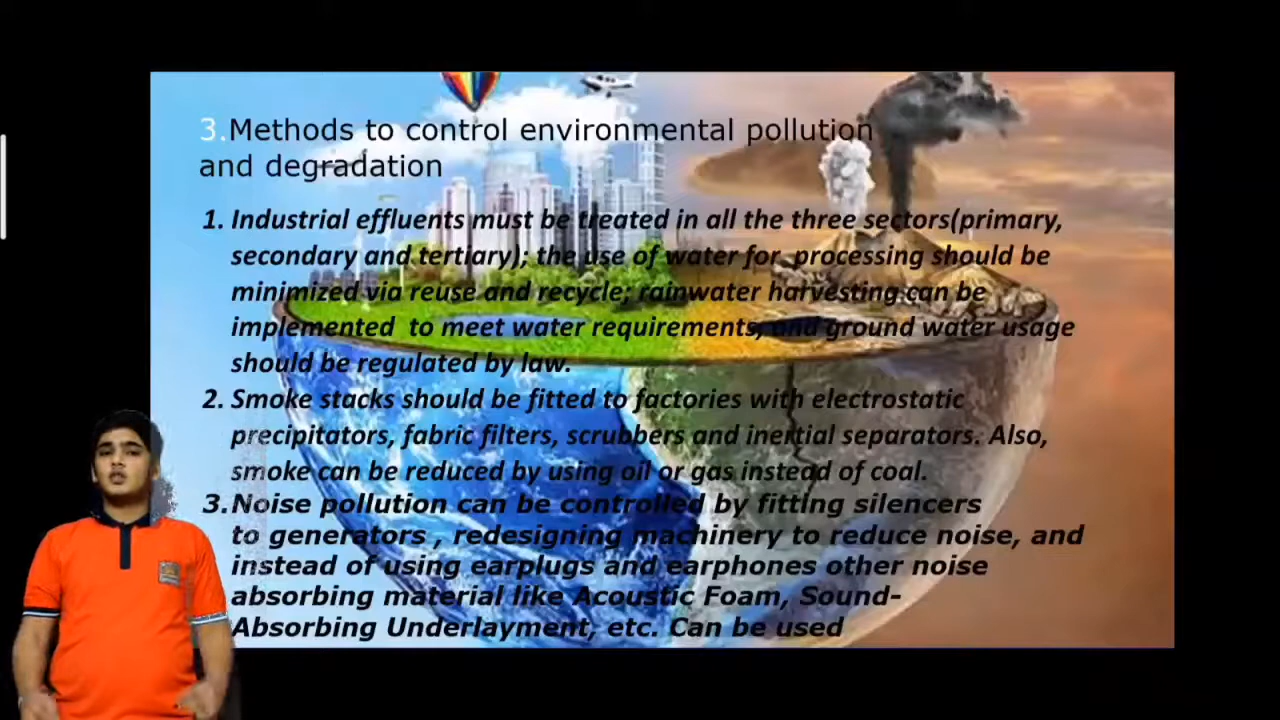 3.Methods to control environmental pollution
and degradation
1. Industrial effluents must be treated in all the three sectors(primary,
secondary and tertiary); the use of water for processing should be
minimized via reuse and recycle; rainwater harvesting can be
implemented to meet water requirements, and ground water usage
should be regulated by law.
2. Smoke stacks should be fitted to factories with electrostatic
precipitators, fabric filters, scrubbers and inertial separators. Also,
smoke can be reduced by using oil or gas instead of coal.
3. Noise pollution can be controlled by fitting silencers
to generators , redesigning machinery to reduce noise, and
instead of using earplugs and earphones other noise
absorbing material like Acoustic Foam, Sound-
Absorbing Underlayment, etc. Can be used